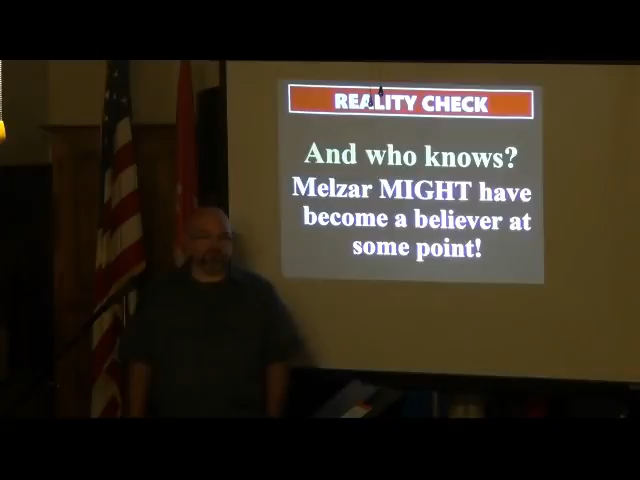 REALITY CHECK
And who knows?
Melzar MIGHT have
become a believer at
some point!